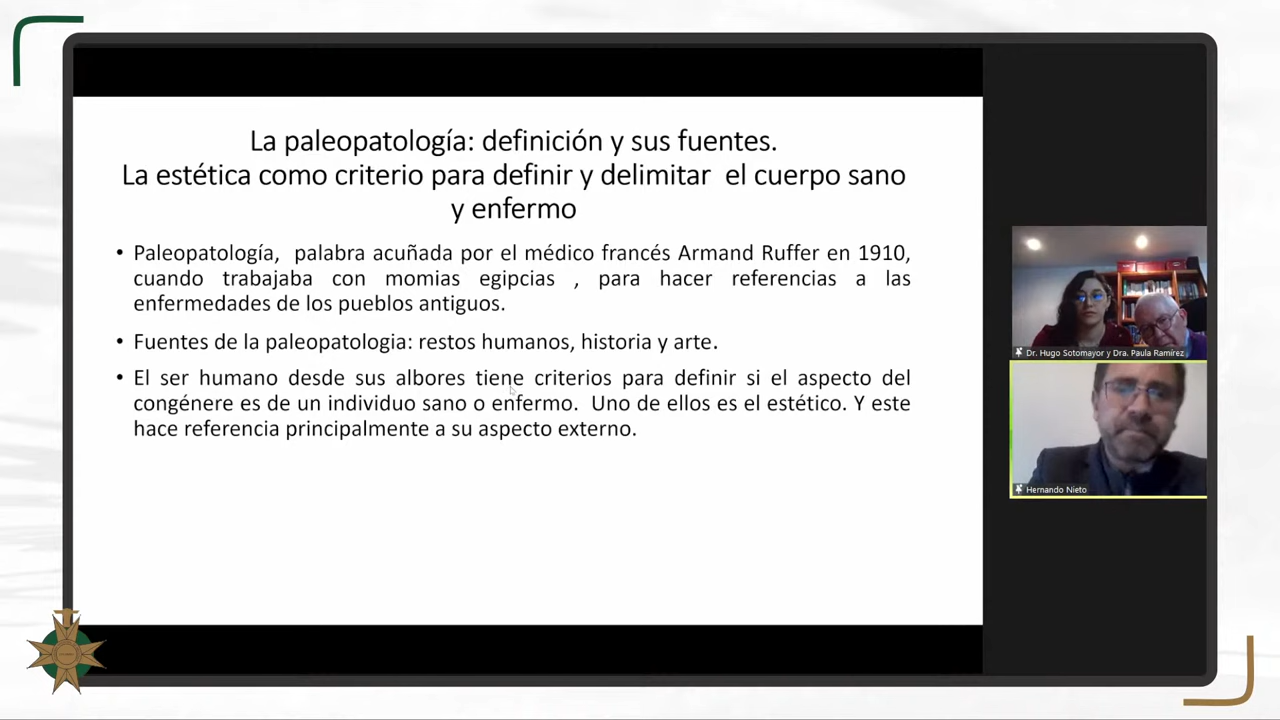 La paleopatología: definición y sus fuentes.
La estética como criterio para definir y delimitar  el cuerpo sano
y enfermo
• Paleopatología,  palabra acuñada por el médico francés Armand Ruffer en 1910,
cuando trabajaba con momias egipcias , para hacer referencias a las
enfermedades de los pueblos antiguos.
• Fuentes de la paleopatologia: restos humanos, historia y arte.
• El ser humano desde sus albores tiene criterios para definir si el aspecto del
congénere es de un individuo sano o enfermo.  Uno de ellos es el estético. Y este
hace referencia principalmente a su aspecto externo.
Dr. Hugo Sotomayor y Dra. Paula Ramírez
Hernando Nieto